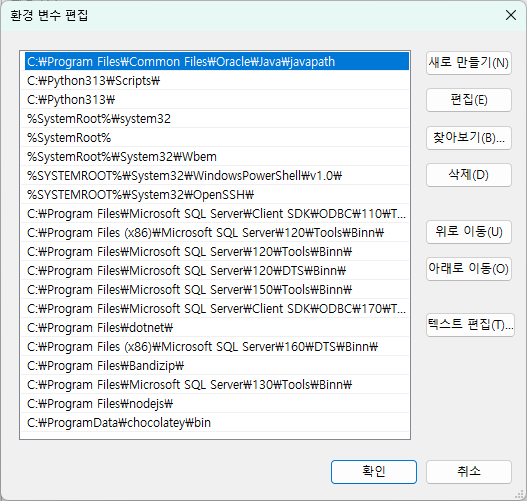 환경 변수 편집
C:₩Program Files₩Common Files₩Oracle₩Java₩javapath
C:₩Python313₩Scripts₩
C:₩Python313₩
%SystemRoot%₩system32
%SystemRoot%
%SystemRoot%₩System32₩Wbem
%SYSTEMROOT%₩System32₩WindowsPowerShell₩v1.0₩
%SYSTEMROOT%₩System32₩OpenSSH₩
C:₩Program Files₩Microsoft SQL Server₩Client SDK₩ODBC₩110₩T...
C:₩Program Files (x86)₩Microsoft SQL Server₩120₩Tools₩Binn₩
C:₩Program Files₩Microsoft SQL Server₩120₩Tools₩Binn₩
C:₩Program Files₩Microsoft SQL Server₩120₩DTS₩Binn₩
C:₩Program Files₩Microsoft SQL Server₩150₩Tools₩Binn₩
C:₩Program Files₩Microsoft SQL Server₩Client SDK₩ODBC₩170₩T...
C:₩Program Files₩dotnet₩
C:₩Program Files (x86)₩Microsoft SQL Server₩160₩DTS₩Binn₩
C:₩Program Files₩Bandizip₩
C:₩Program Files₩Microsoft SQL Server₩130₩Tools₩Binn₩
C:₩Program Files₩nodejs₩
C:₩ProgramData₩chocolatey₩bin
새로 만들기(N)
편집(E)
찾아보기(B)...
삭제(D)
위로 이동(U)
아래로 이동(O)
텍스트 편집(T)...
확인
취소